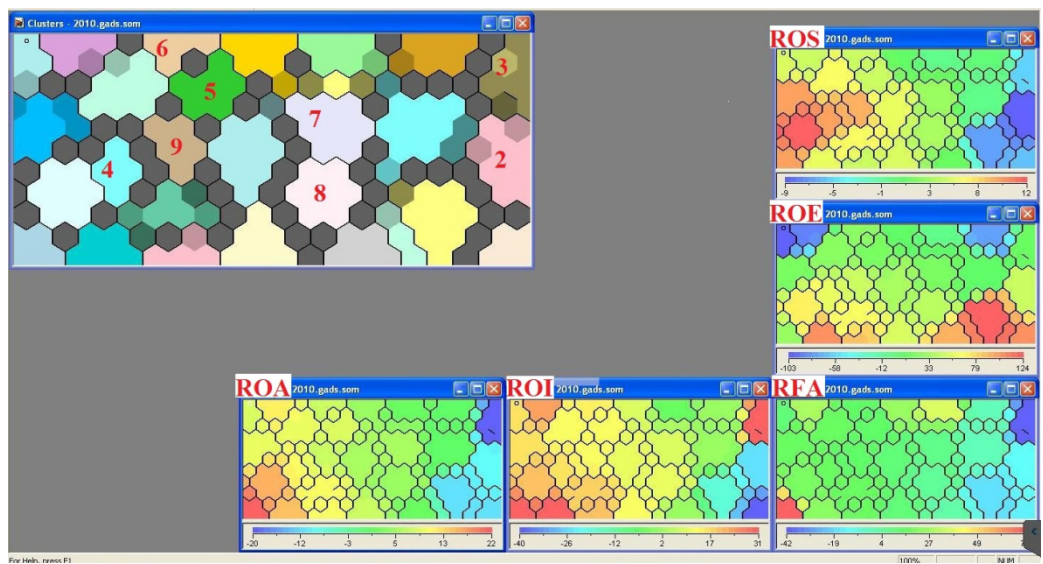 Clusters - 2010.gads.som
6
3
5
7
9
4
2
8
ROS 2010.gads.som
-9 -5 -1 3 8 12
ROE 2010.gads.som
-103 -58 -12 33 79 124
ROA 2010.gads.som
-20 -12 -3 5 13 22
ROI 2010.gads.som
-40 -26 -12 2 17 31
RFA 2010.gads.som
-42 -19 4 27 49
For Help, press F1
100% NUM